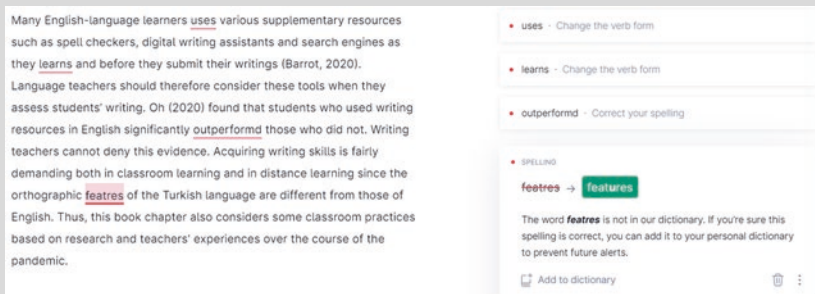 Many English-language learners uses various supplementary resources
such as spell checkers, digital writing assistants and search engines as
they learns and before they submit their writings (Barrot, 2020).
Language teachers should therefore consider these tools when they
assess students' writing. Oh (2020) found that students who used writing
resources in English significantly outperformd those who did not. Writing
teachers cannot deny this evidence. Acquiring writing skills is fairly
demanding both in classroom learning and in distance learning since the
orthographic featres of the Turkish language are different from those of
English. Thus, this book chapter also considers some classroom practices
based on research and teachers' experiences over the course of the
pandemic.
uses · Change the verb form
learns · Change the verb form
outperformd · Correct your spelling
SPELLING
featres → features
The word featres is not in our dictionary. If you're sure this
spelling is correct, you can add it to your personal dictionary
to prevent future alerts.
Add to dictionary